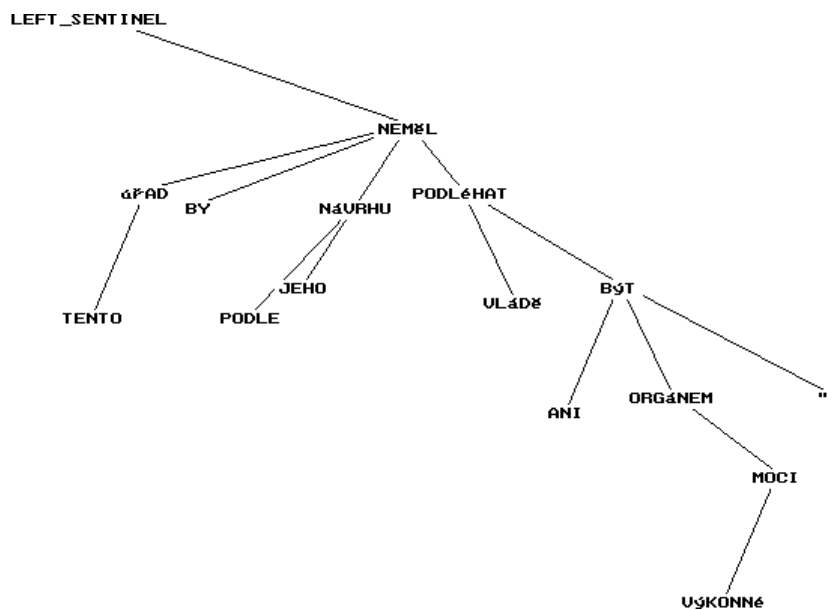 LEFT_SENTINEL
NEMěL
úřAD
BY
NáVRHU
PODLéHAT
TENTO
PODLE
JEHO
VLáDě
BýT
ANI
ORGáNEM
"
MOCI
VýKONNé